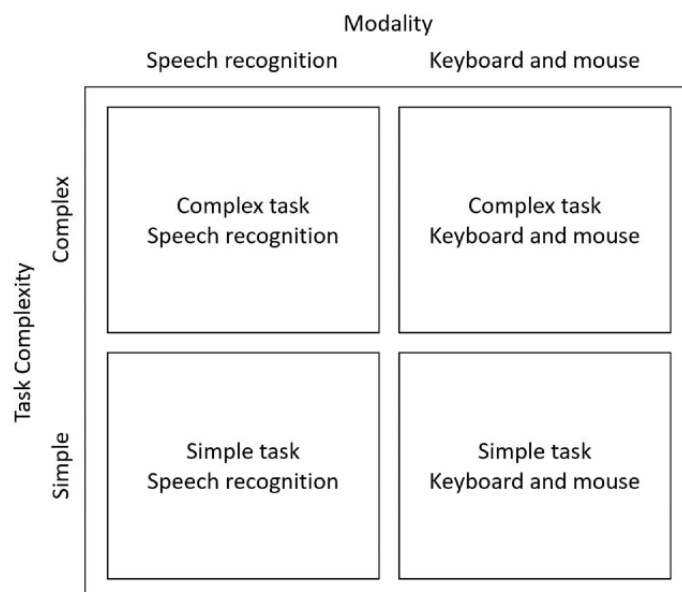 Modality
Speech recognition
Keyboard and mouse
Task Complexity
Complex
Complex task
Speech recognition
Complex task
Keyboard and mouse
Simple
Simple task
Speech recognition
Simple task
Keyboard and mouse